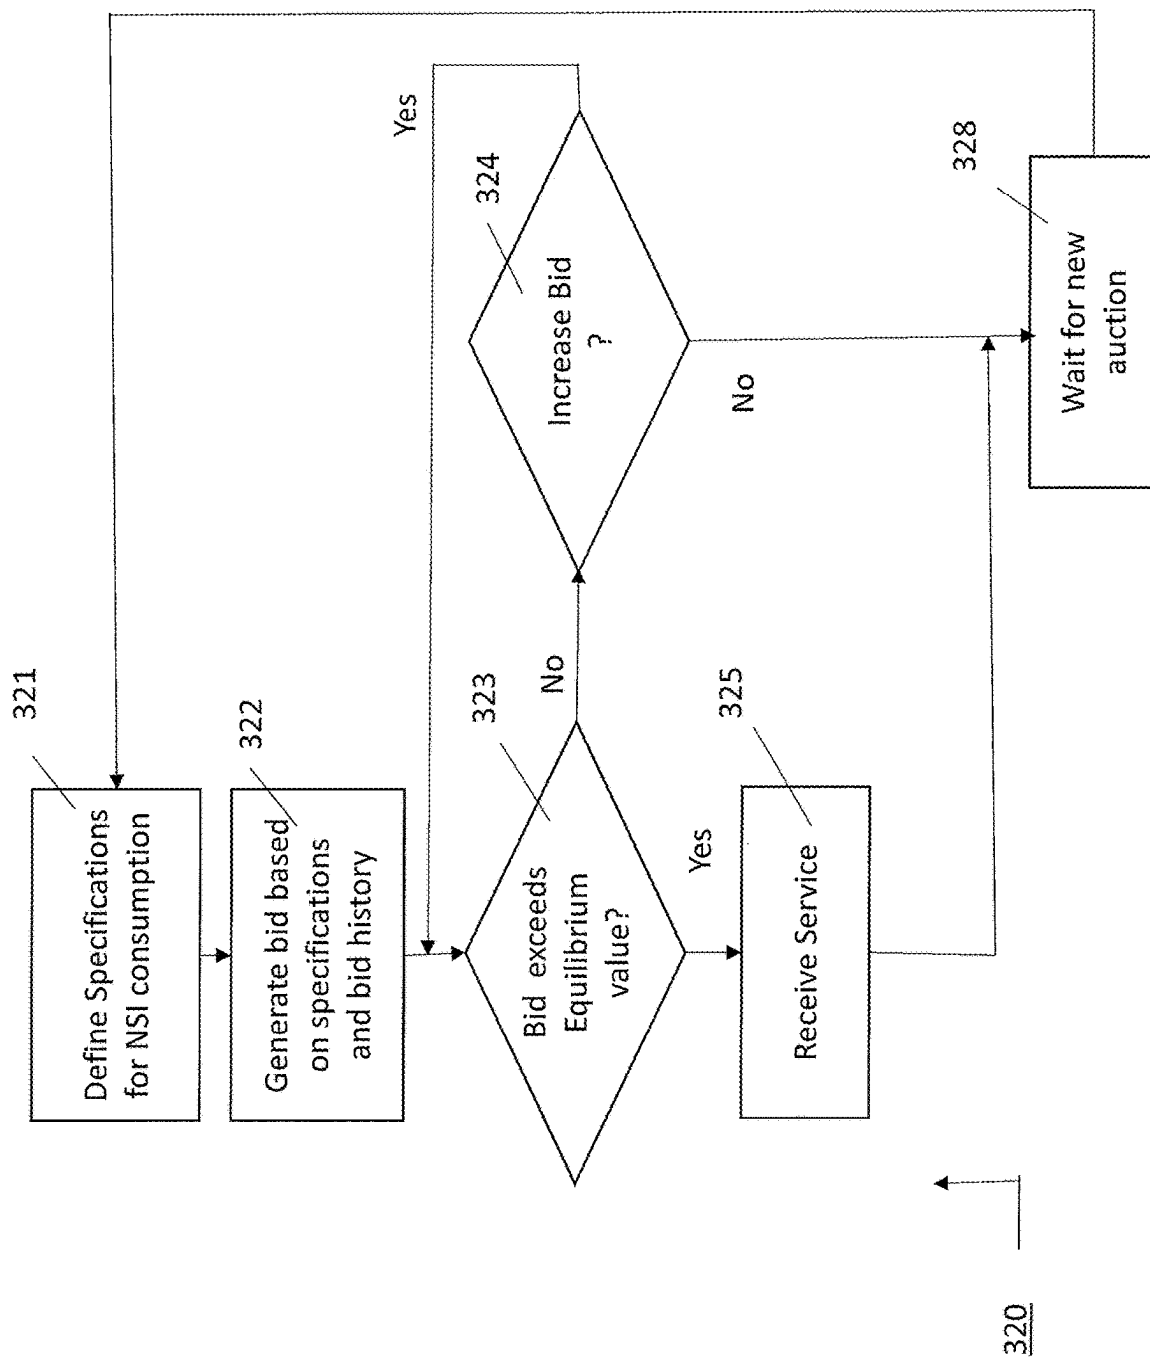 321
Define Specifications
for NSI consumption
322
Generate bid based
on specifications
and bid history
Yes
323
Bid exceeds
Equilibrium
value?
No
324
Increase Bid
?
Yes
325
Receive Service
No
328
Wait for new
auction
320